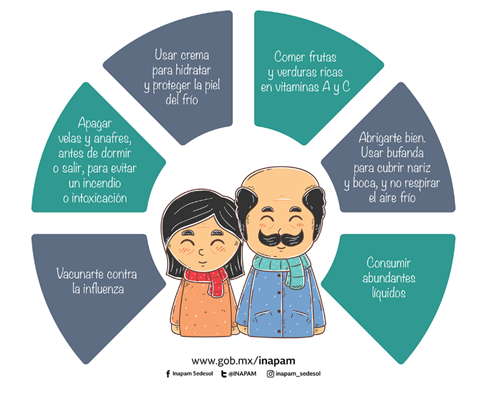 Vacunarte contra
la influenza
Apagar
velas y anafres,
antes de dormir
o salir, para evitar
un incendio
o intoxicación
Usar crema
para hidratar
y proteger la piel
del frío
Comer frutas
y verduras ricas
en vitaminas A y C
Abrigarte bien.
Usar bufanda
para cubrir nariz
y boca, y no respirar
el aire frío
Consumir
abundantes
líquidos
www.gob.mx/inapam
Inapam Sedesol @INAPAM inapam_sedesol